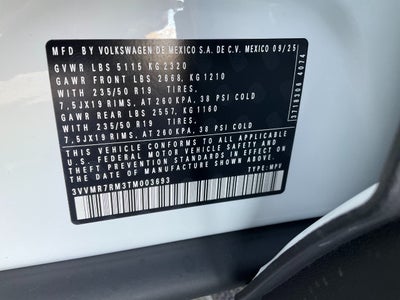 MFD BY VOLKSWAGEN DE MEXICO S.A. DE C.V. MEXICO 09/25
GVWR LBS 5115 KG 2320
GAWR FRONT LBS 2668, KG 1210
WITH 235/50 R19 TIRES,
7,5JX19 RIMS, AT 260 KPA, 38 PSI COLD
GAWR REAR LBS 2557, KG 1160
WITH 235/50 R19 TIRES,
7,5JX19 RIMS, AT 260 KPA, 38 PSI COLD
THIS VEHICLE CONFORMS TO ALL APPLICABLE
U.S. FEDERAL MOTOR VEHICLE SAFETY AND
THEFT PREVENTION STANDARDS IN EFFECT ON
THE DATE OF MANUFACTURE SHOWN ABOVE
3VVMR7RM3TM003693 TYPE:MPV
3718306 4074